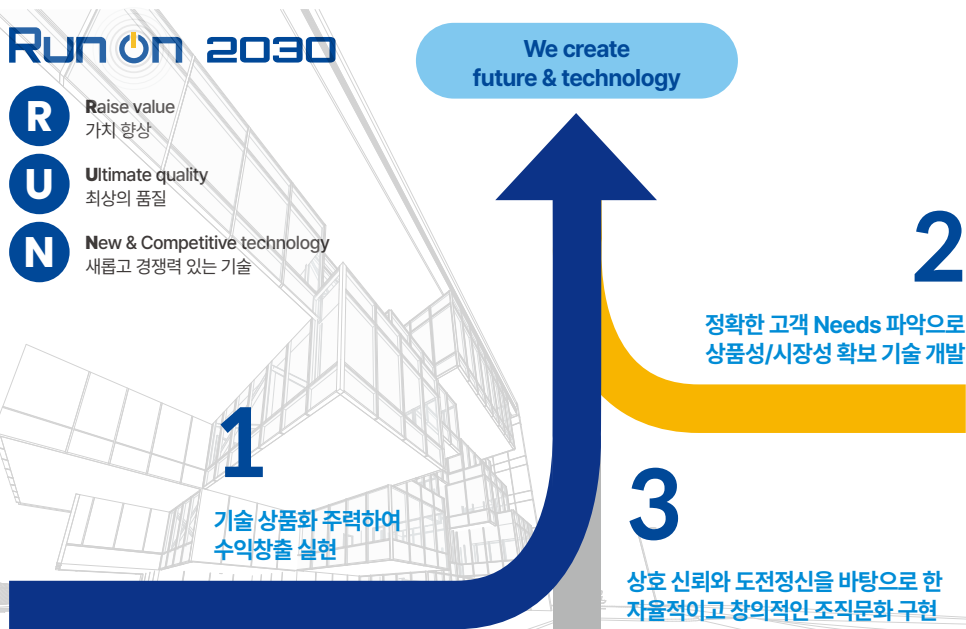 Run On 2030
We create
future & technology
R
Raise value
가치 향상
U
Ultimate quality
최상의 품질
N
New & Competitive technology
새롭고 경쟁력 있는 기술
1
기술 상품화 주력하여
수익창출 실현
2
정확한 고객 Needs 파악으로
상품성/시장성 확보 기술 개발
3
상호 신뢰와 도전정신을 바탕으로 한
자율적이고 창의적인 조직문화 구현